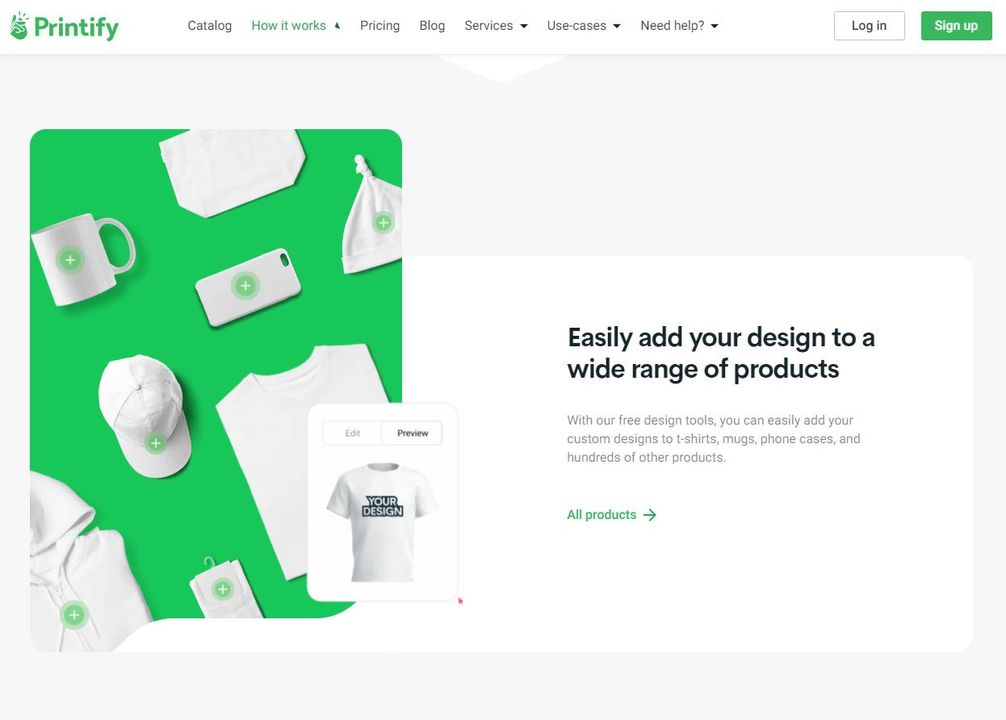 Printify
Catalog
How it works
Pricing
Blog
Services
Use-cases
Need help?
Log in
Sign up
Easily add your design to a
wide range of products
With our free design tools, you can easily add your
custom designs to t-shirts, mugs, phone cases, and
hundreds of other products.
All products
Edit
Preview
YOUR
DESIGN